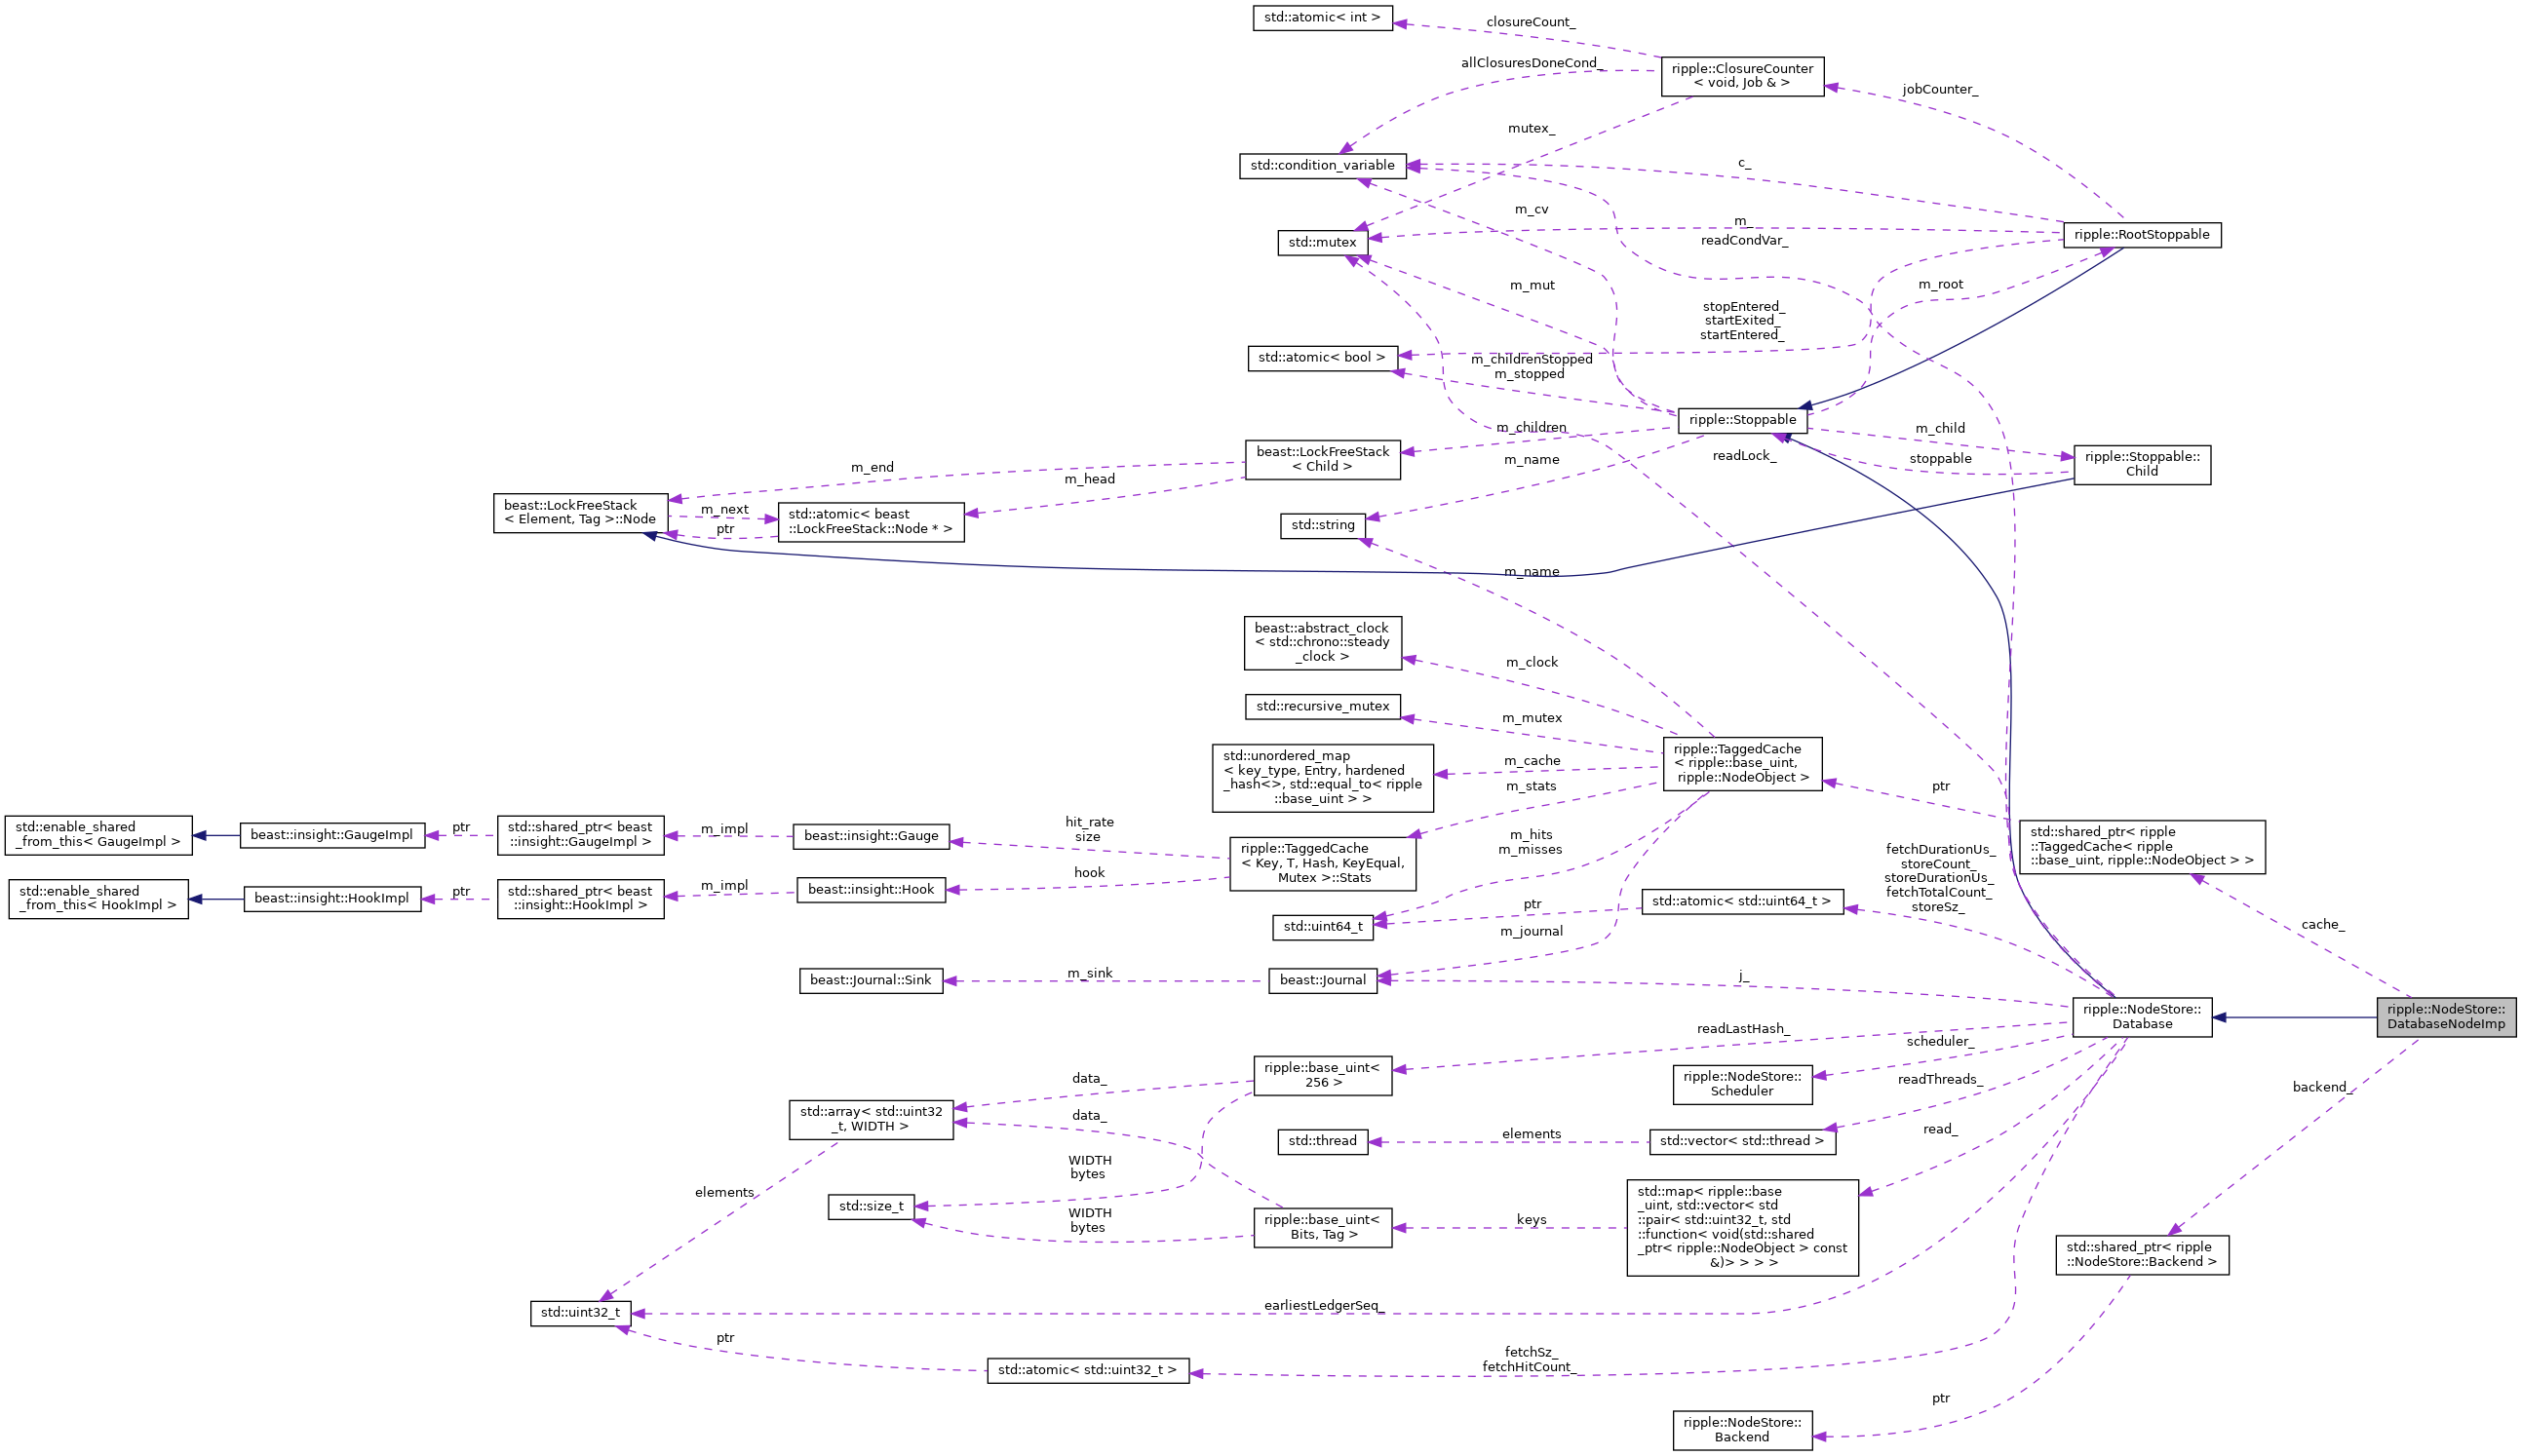 std::atomic< int >
closureCount_
ripple::ClosureCounter
< void, Job & >
allClosuresDoneCond_
jobCounter_
mutex_
std::condition_variable
c_
m_cv
m_
readCondVar_
std::mutex
ripple::RootStoppable
m_mut
m_root
stopEntered_
startExited_
startEntered_
std::atomic< bool >
m_childrenStopped
m_stopped
ripple::Stoppable
m_children
m_child
beast::LockFreeStack
< Child >
m_name
readLock_
stoppable
ripple::Stoppable::
Child
m_end
m_head
beast::LockFreeStack
< Element, Tag >::Node
m_next
ptr
std::atomic< beast
::LockFreeStack::Node * >
std::string
m_name
beast::abstract_clock
< std::chrono::steady
_clock >
m_clock
std::recursive_mutex
m_mutex
std::unordered_map
< key_type, Entry, hardened
_hash<>, std::equal_to< ripple
::base_uint > >
m_cache
m_stats
ripple::TaggedCache
< ripple::base_uint,
ripple::NodeObject >
ptr
std::enable_shared
_from_this< GaugeImpl >
beast::insight::GaugeImpl
ptr
std::shared_ptr< beast
::insight::GaugeImpl >
m_impl
beast::insight::Gauge
hit_rate
size
ripple::TaggedCache
< Key, T, Hash, KeyEqual,
Mutex >::Stats
m_hits
m_misses
std::shared_ptr< ripple
::TaggedCache< ripple
::base_uint, ripple::NodeObject > >
std::enable_shared
_from_this< HookImpl >
beast::insight::HookImpl
ptr
std::shared_ptr< beast
::insight::HookImpl >
m_impl
beast::insight::Hook
hook
fetchDurationUs_
storeCount_
storeDurationUs_
fetchTotalCount_
storeSz_
std::uint64_t
ptr
std::atomic< std::uint64_t >
m_journal
cache_
beast::Journal::Sink
m_sink
beast::Journal
j_
ripple::NodeStore::
Database
ripple::NodeStore::
DatabaseNodeImp
readLastHash_
scheduler_
ripple::base_uint<
256 >
ripple::NodeStore::
Scheduler
readThreads_
backend_
data_
std::array< std::uint32
_t, WIDTH >
data_
std::thread
elements
std::vector< std::thread >
read_
WIDTH
bytes
elements
std::size_t
WIDTH
bytes
ripple::base_uint<
Bits, Tag >
keys
std::map< ripple::base
_uint, std::vector< std
::pair< std::uint32_t, std
::function< void(std::shared
_ptr< ripple::NodeObject > const
&)> > > >
std::shared_ptr< ripple
::NodeStore::Backend >
std::uint32_t
earliestLedgerSeq_
ptr
std::atomic< std::uint32_t >
fetchSz_
fetchHitCount_
ptr
ripple::NodeStore::
Backend